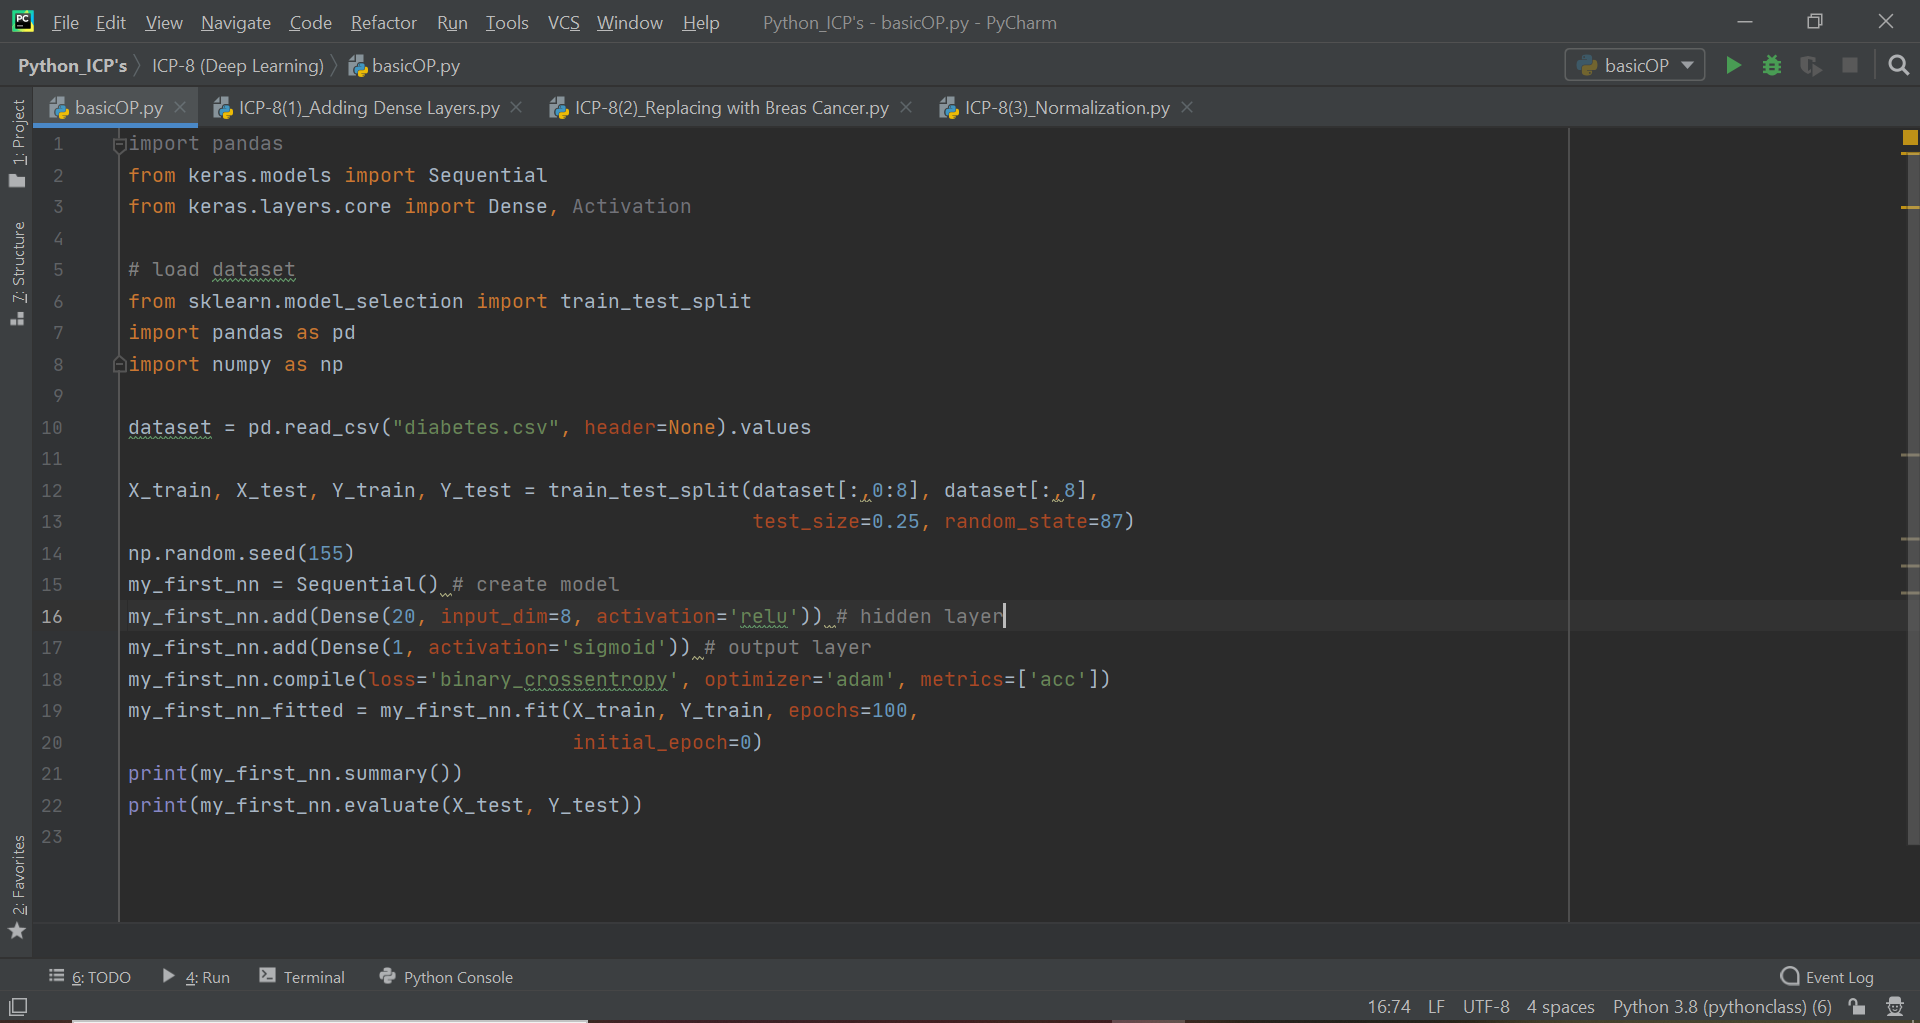 PC File Edit View Navigate Code Refactor Run Tools VCS Window Help Python_ICP's - basicOP.py - PyCharm
Python_ICP's ICP-8 (Deep Learning) basicOP.py basicOP
basicOP.py ICP-8(1)_Adding Dense Layers.py ICP-8(2)_Replacing with Breas Cancer.py ICP-8(3)_Normalization.py
1: Project
7: Structure
2: Favorites
1 import pandas
2 from keras.models import Sequential
3 from keras.layers.core import Dense, Activation
4
5 # load dataset
6 from sklearn.model_selection import train_test_split
7 import pandas as pd
8 import numpy as np
9
10 dataset = pd.read_csv("diabetes.csv", header=None).values
11
12 X_train, X_test, Y_train, Y_test = train_test_split(dataset[:,0:8], dataset[:,8],
13 test_size=0.25, random_state=87)
14 np.random.seed(155)
15 my_first_nn = Sequential() # create model
16 my_first_nn.add(Dense(20, input_dim=8, activation='relu')) # hidden layer
17 my_first_nn.add(Dense(1, activation='sigmoid')) # output layer
18 my_first_nn.compile(loss='binary_crossentropy', optimizer='adam', metrics=['acc'])
19 my_first_nn_fitted = my_first_nn.fit(X_train, Y_train, epochs=100,
20 initial_epoch=0)
21 print(my_first_nn.summary())
22 print(my_first_nn.evaluate(X_test, Y_test))
23
6: TODO 4: Run Terminal Python Console Event Log
16:74 LF UTF-8 4 spaces Python 3.8 (pythonclass) (6)